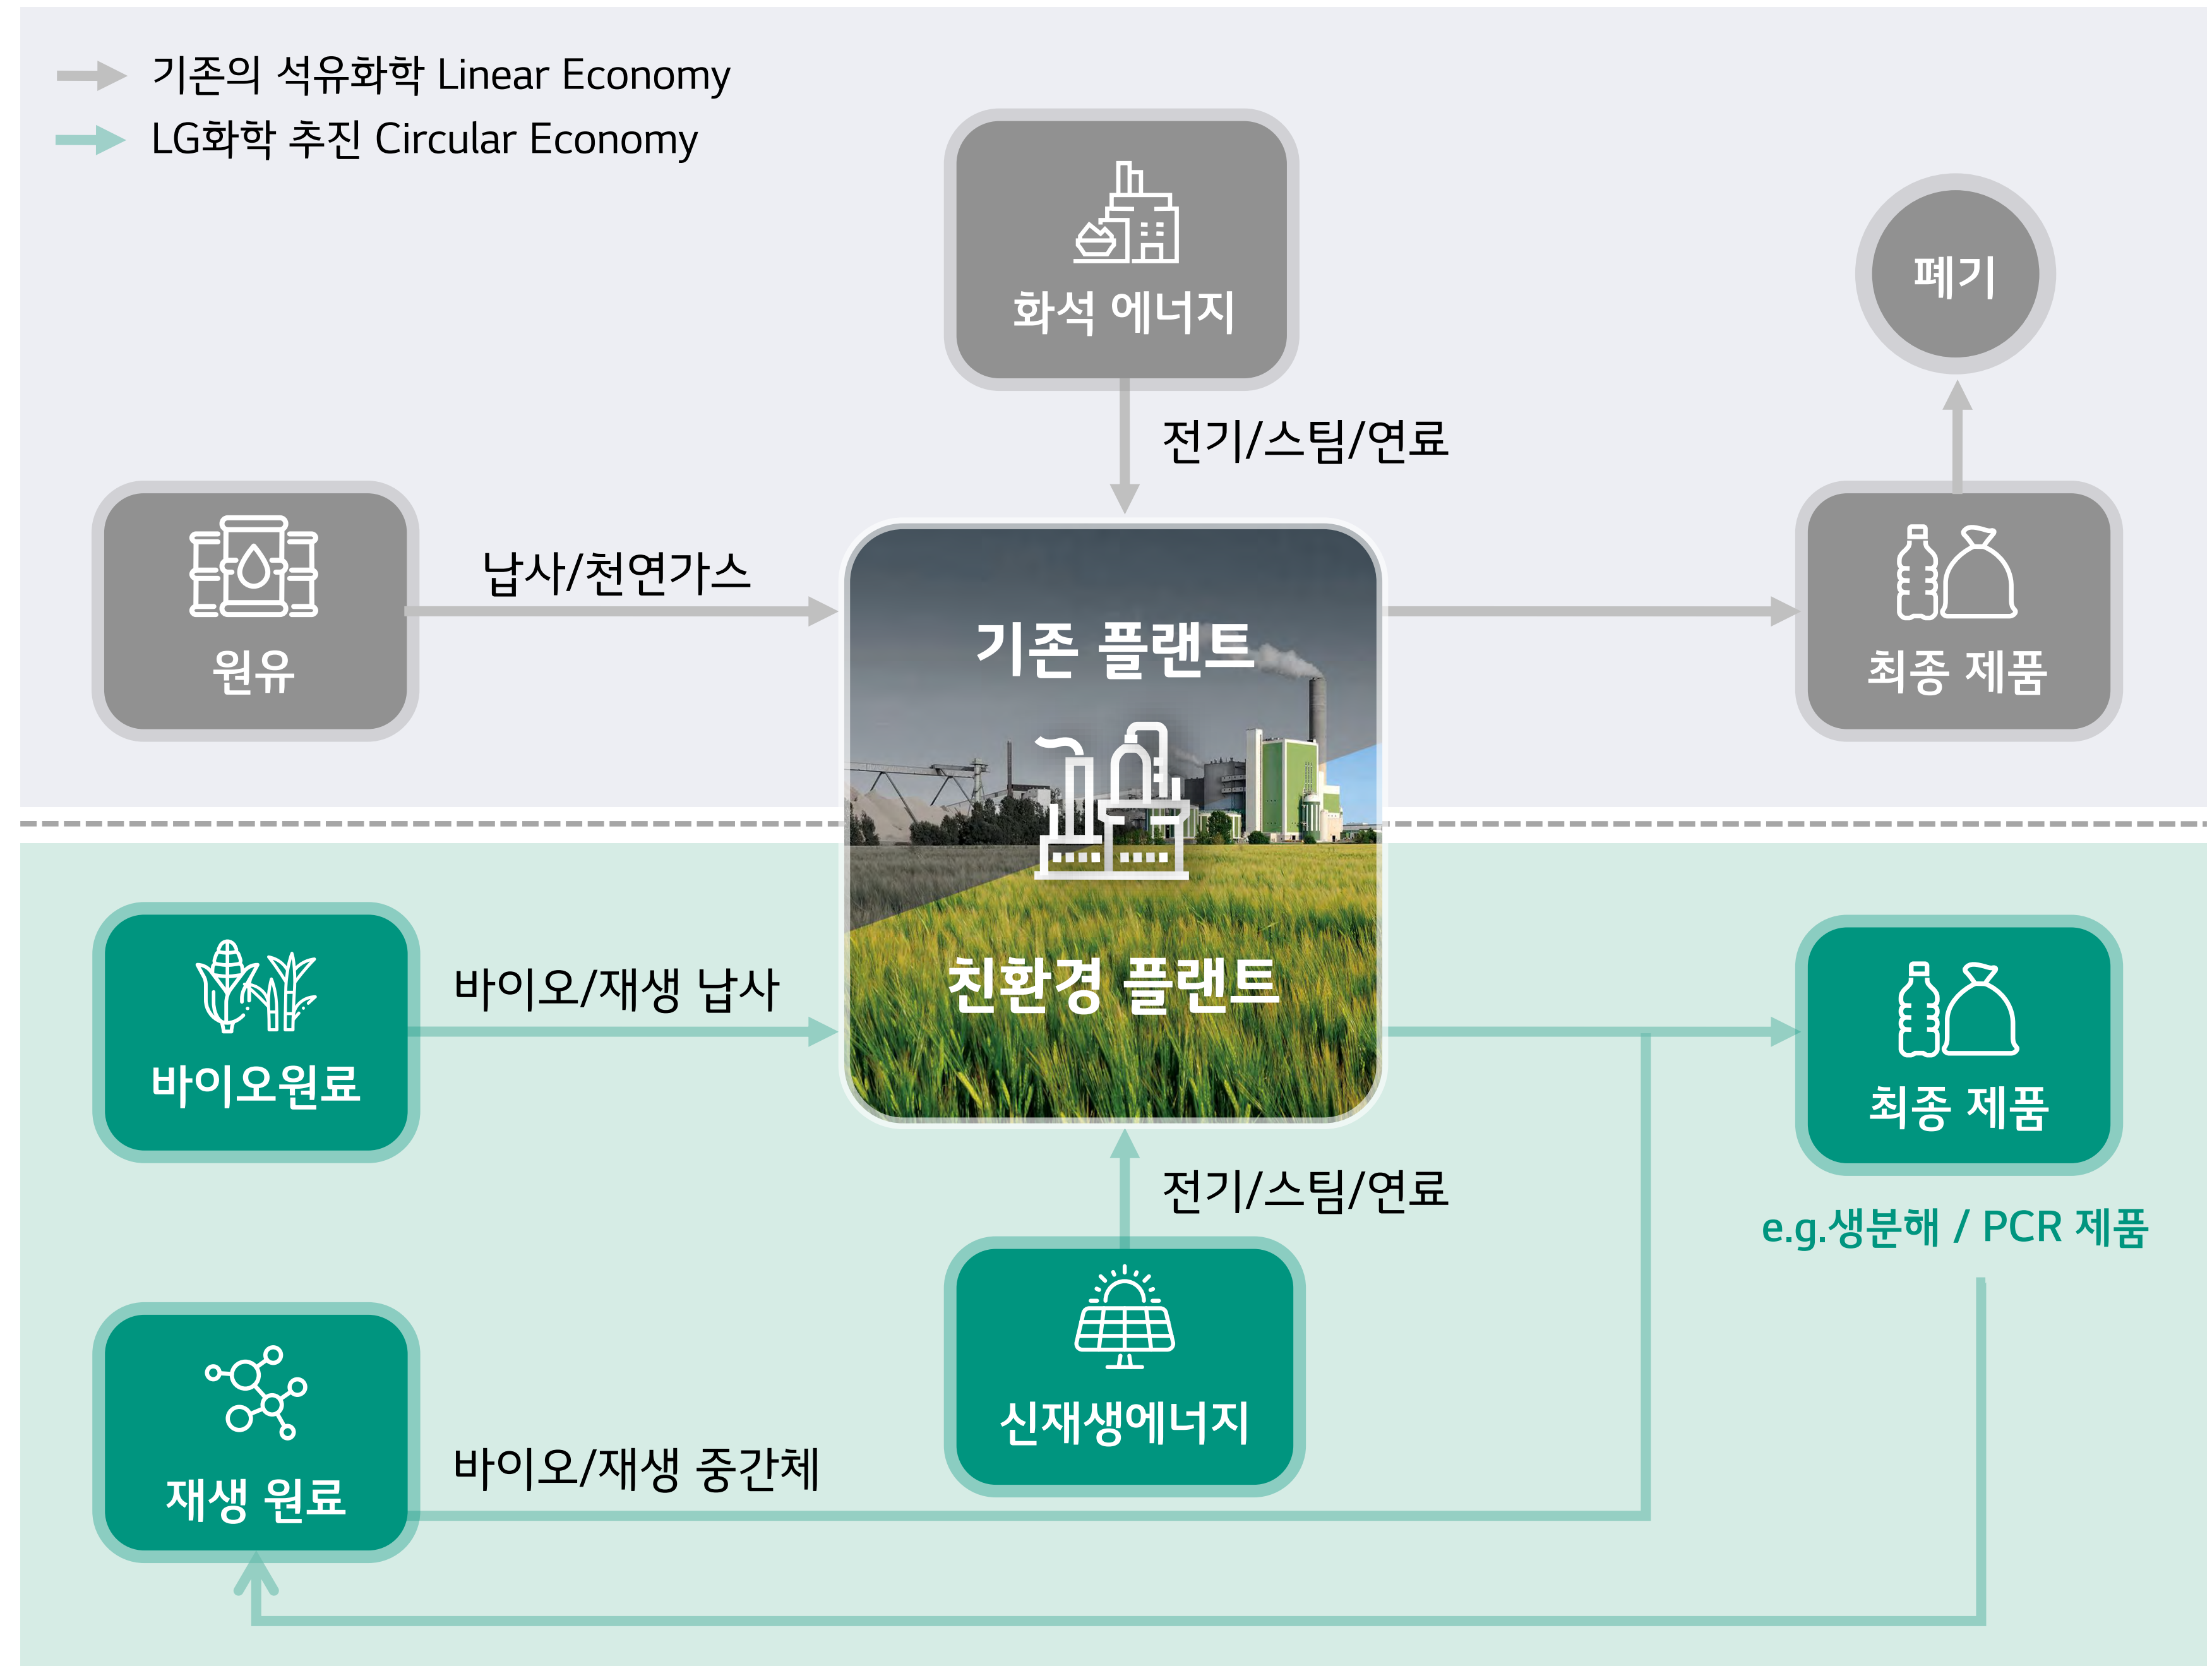 기존의 석유화학 Linear Economy
LG화학 추진 Circular Economy
화석 에너지
폐기
전기/스팀/연료
납사/천연가스
원유
기존 플랜트
최종 제품
바이오/재생 납사
친환경 플랜트
바이오원료
최종 제품
전기/스팀/연료
e.g.생분해 / PCR 제품
신재생에너지
바이오/재생 중간체
재생 원료